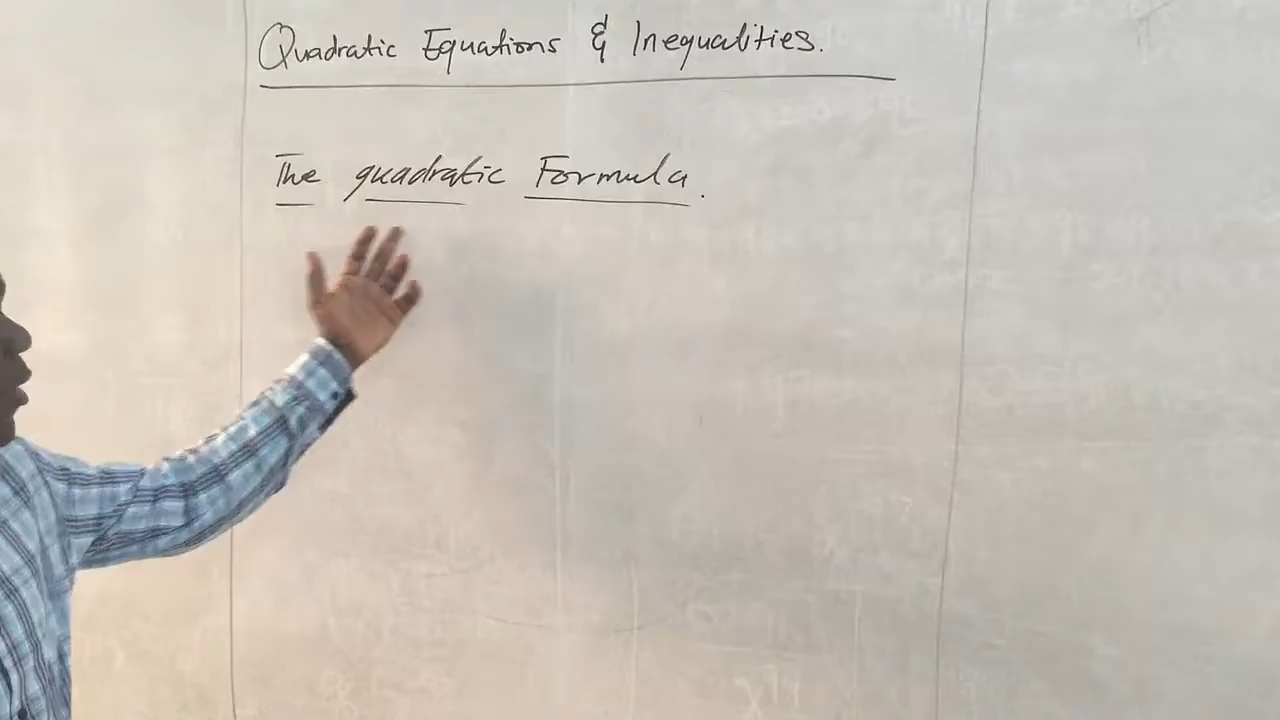 Quadratic Equations & Inequalities.
The quadratic Formula.